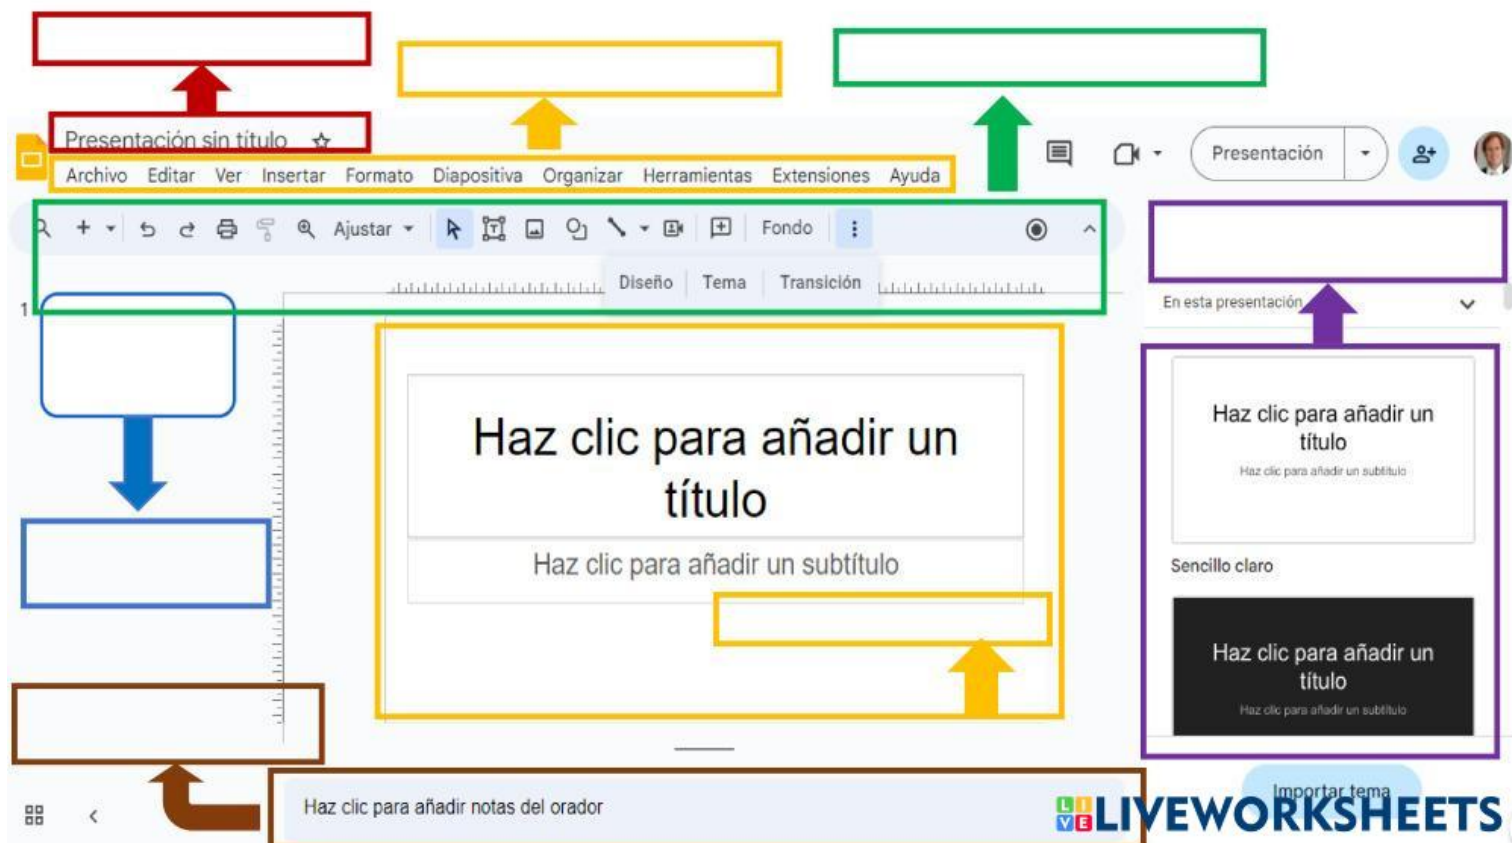 Presentación sin título
Archivo Editar Ver Insertar Formato Diapositiva Organizar Herramientas Extensiones Ayuda
Presentación
Ajustar
Fondo
Diseño Tema Transición
En esta presentación
1
Haz clic para añadir un
título
Haz clic para añadir un subtítulo
Haz clic para añadir un
título
Haz clic para añadir un subtítulo
Sencillo claro
Haz clic para añadir un
título
Haz clic para añadir un subtítulo
Haz clic para añadir notas del orador
Importar tema
LIVE LIVEWORKSHEETS